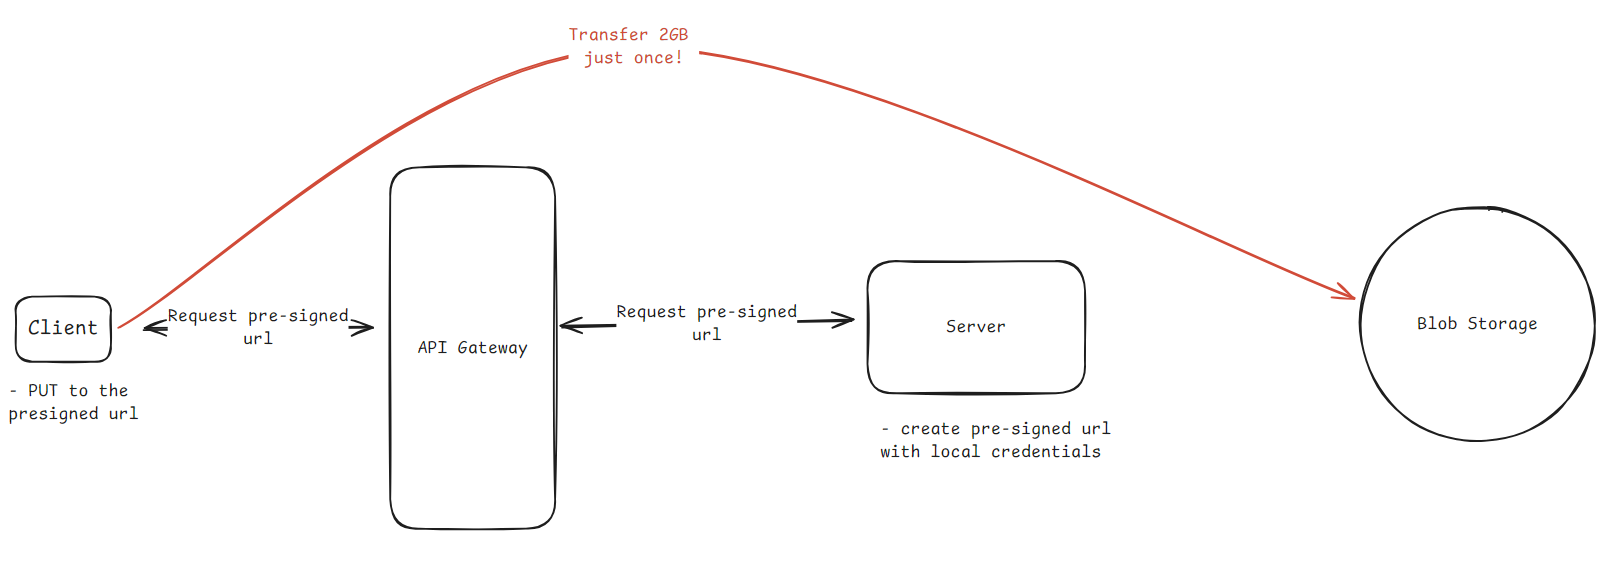 Transfer 2GB
just once!
Client
Request pre-signed
url
API Gateway
Request pre-signed
url
Server
Blob Storage
- PUT to the
presigned url
- create pre-signed url
with local credentials